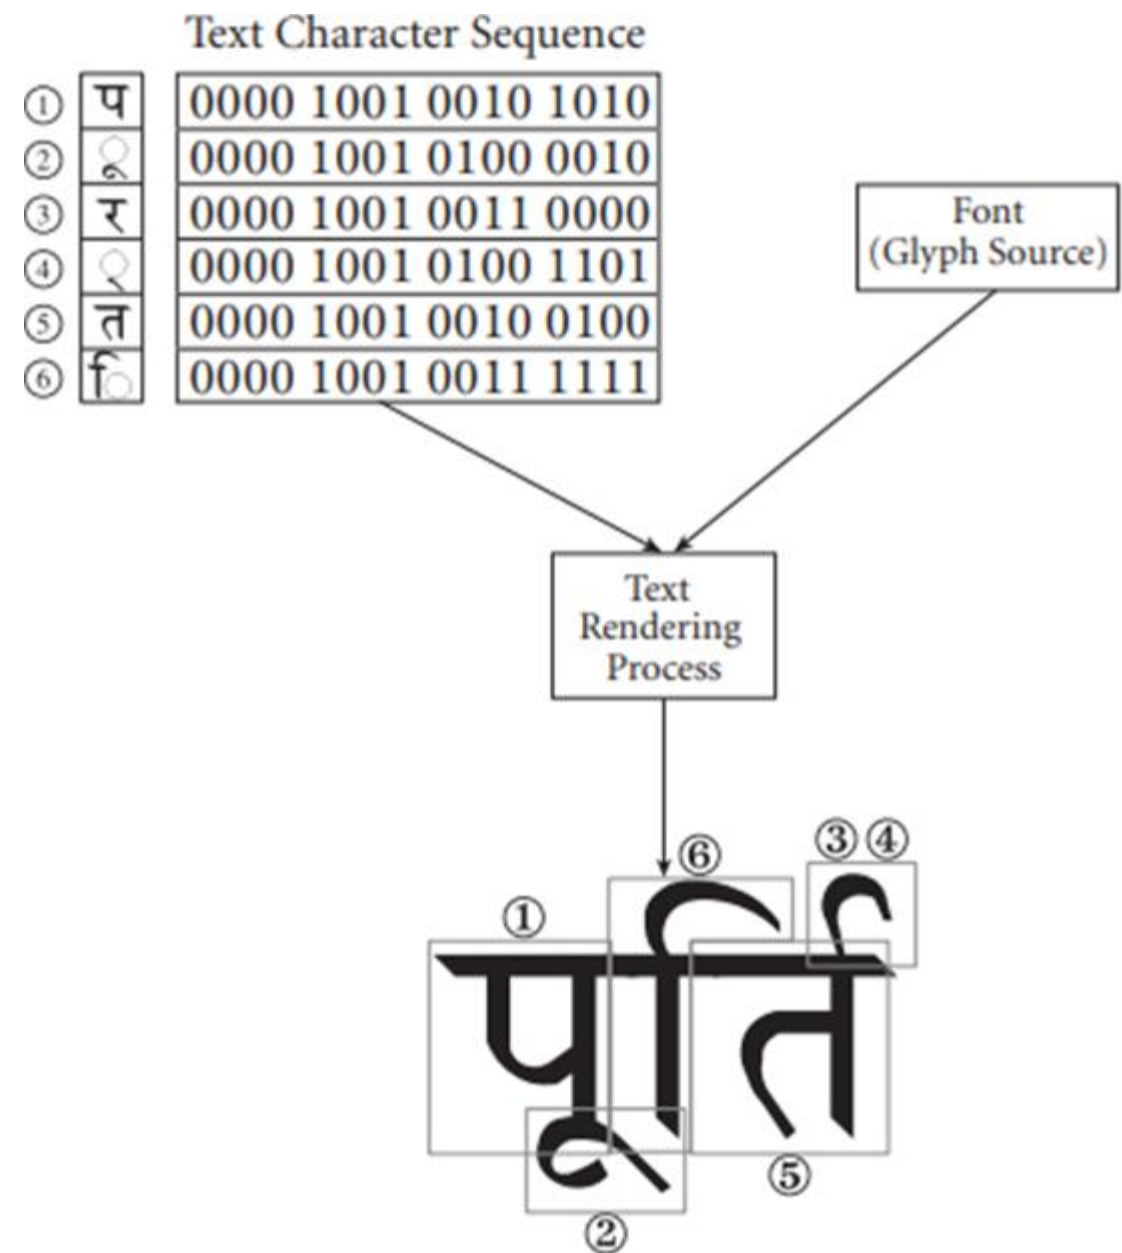 Text Character Sequence
① प 0000 1001 0010 1010
② ू 0000 1001 0100 0010
③ र 0000 1001 0011 0000
④ ् 0000 1001 0100 1101
⑤ त 0000 1001 0010 0100
⑥ ि 0000 1001 0011 1111
Font
(Glyph Source)
Text
Rendering
Process
③ ④
⑥
①
पूर्ति
⑤
②